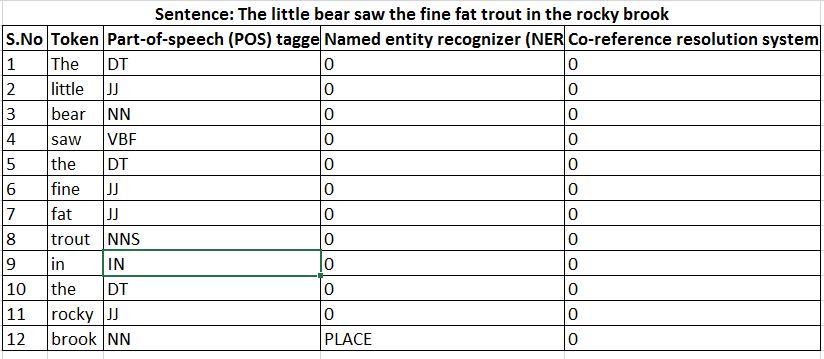 Sentence: The little bear saw the fine fat trout in the rocky brook
S.No Token Part-of-speech (POS) tagge Named entity recognizer (NER Co-reference resolution system
1 The DT 0 0
2 little JJ 0 0
3 bear NN 0 0
4 saw VBF 0 0
5 the DT 0 0
6 fine JJ 0 0
7 fat JJ 0 0
8 trout NNS 0 0
9 in IN 0 0
10 the DT 0 0
11 rocky JJ 0 0
12 brook NN PLACE 0